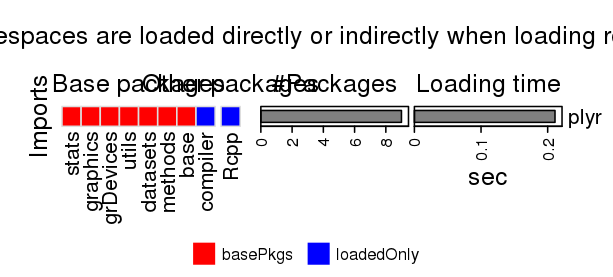 espaces are loaded directly or indirectly when loading re
Base packages Other packages #Packages Loading time
Imports
stats
graphics
grDevices
utils
datasets
methods
base
compiler
Rcpp
0 2 4 6 8
0 0.1 0.2
plyr
sec
basePkgs loadedOnly